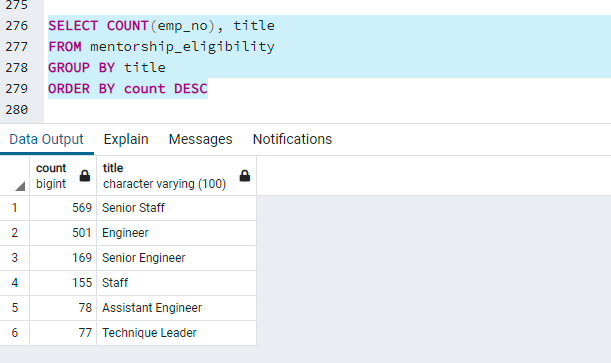 275
276 SELECT COUNT(emp_no), title
277 FROM mentorship_eligibility
278 GROUP BY title
279 ORDER BY count DESC
280
Data Output Explain Messages Notifications
count title
bigint character varying (100)
1 569 Senior Staff
2 501 Engineer
3 169 Senior Engineer
4 155 Staff
5 78 Assistant Engineer
6 77 Technique Leader